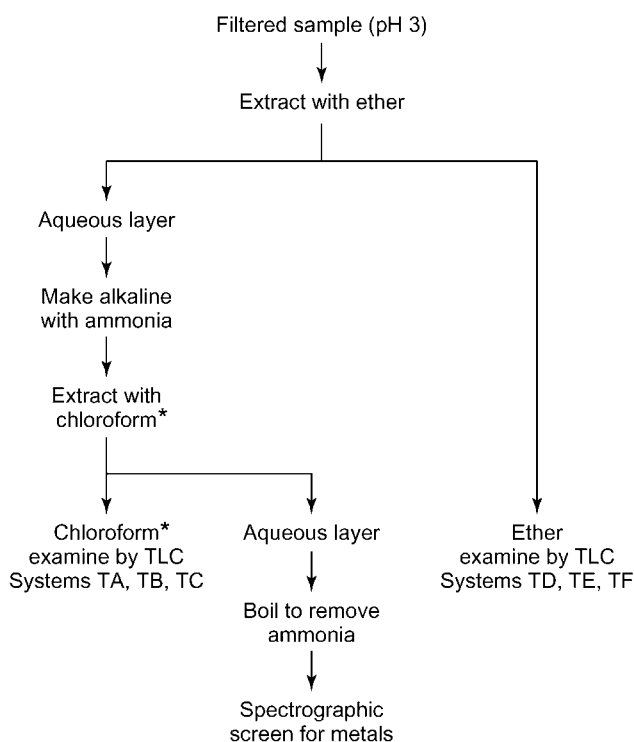 Filtered sample (pH 3)
Extract with ether
Aqueous layer
Make alkaline
with ammonia
Extract with
chloroform*
Chloroform*
examine by TLC
Systems TA, TB, TC
Aqueous layer
Boil to remove
ammonia
Spectrographic
screen for metals
Ether
examine by TLC
Systems TD, TE, TF